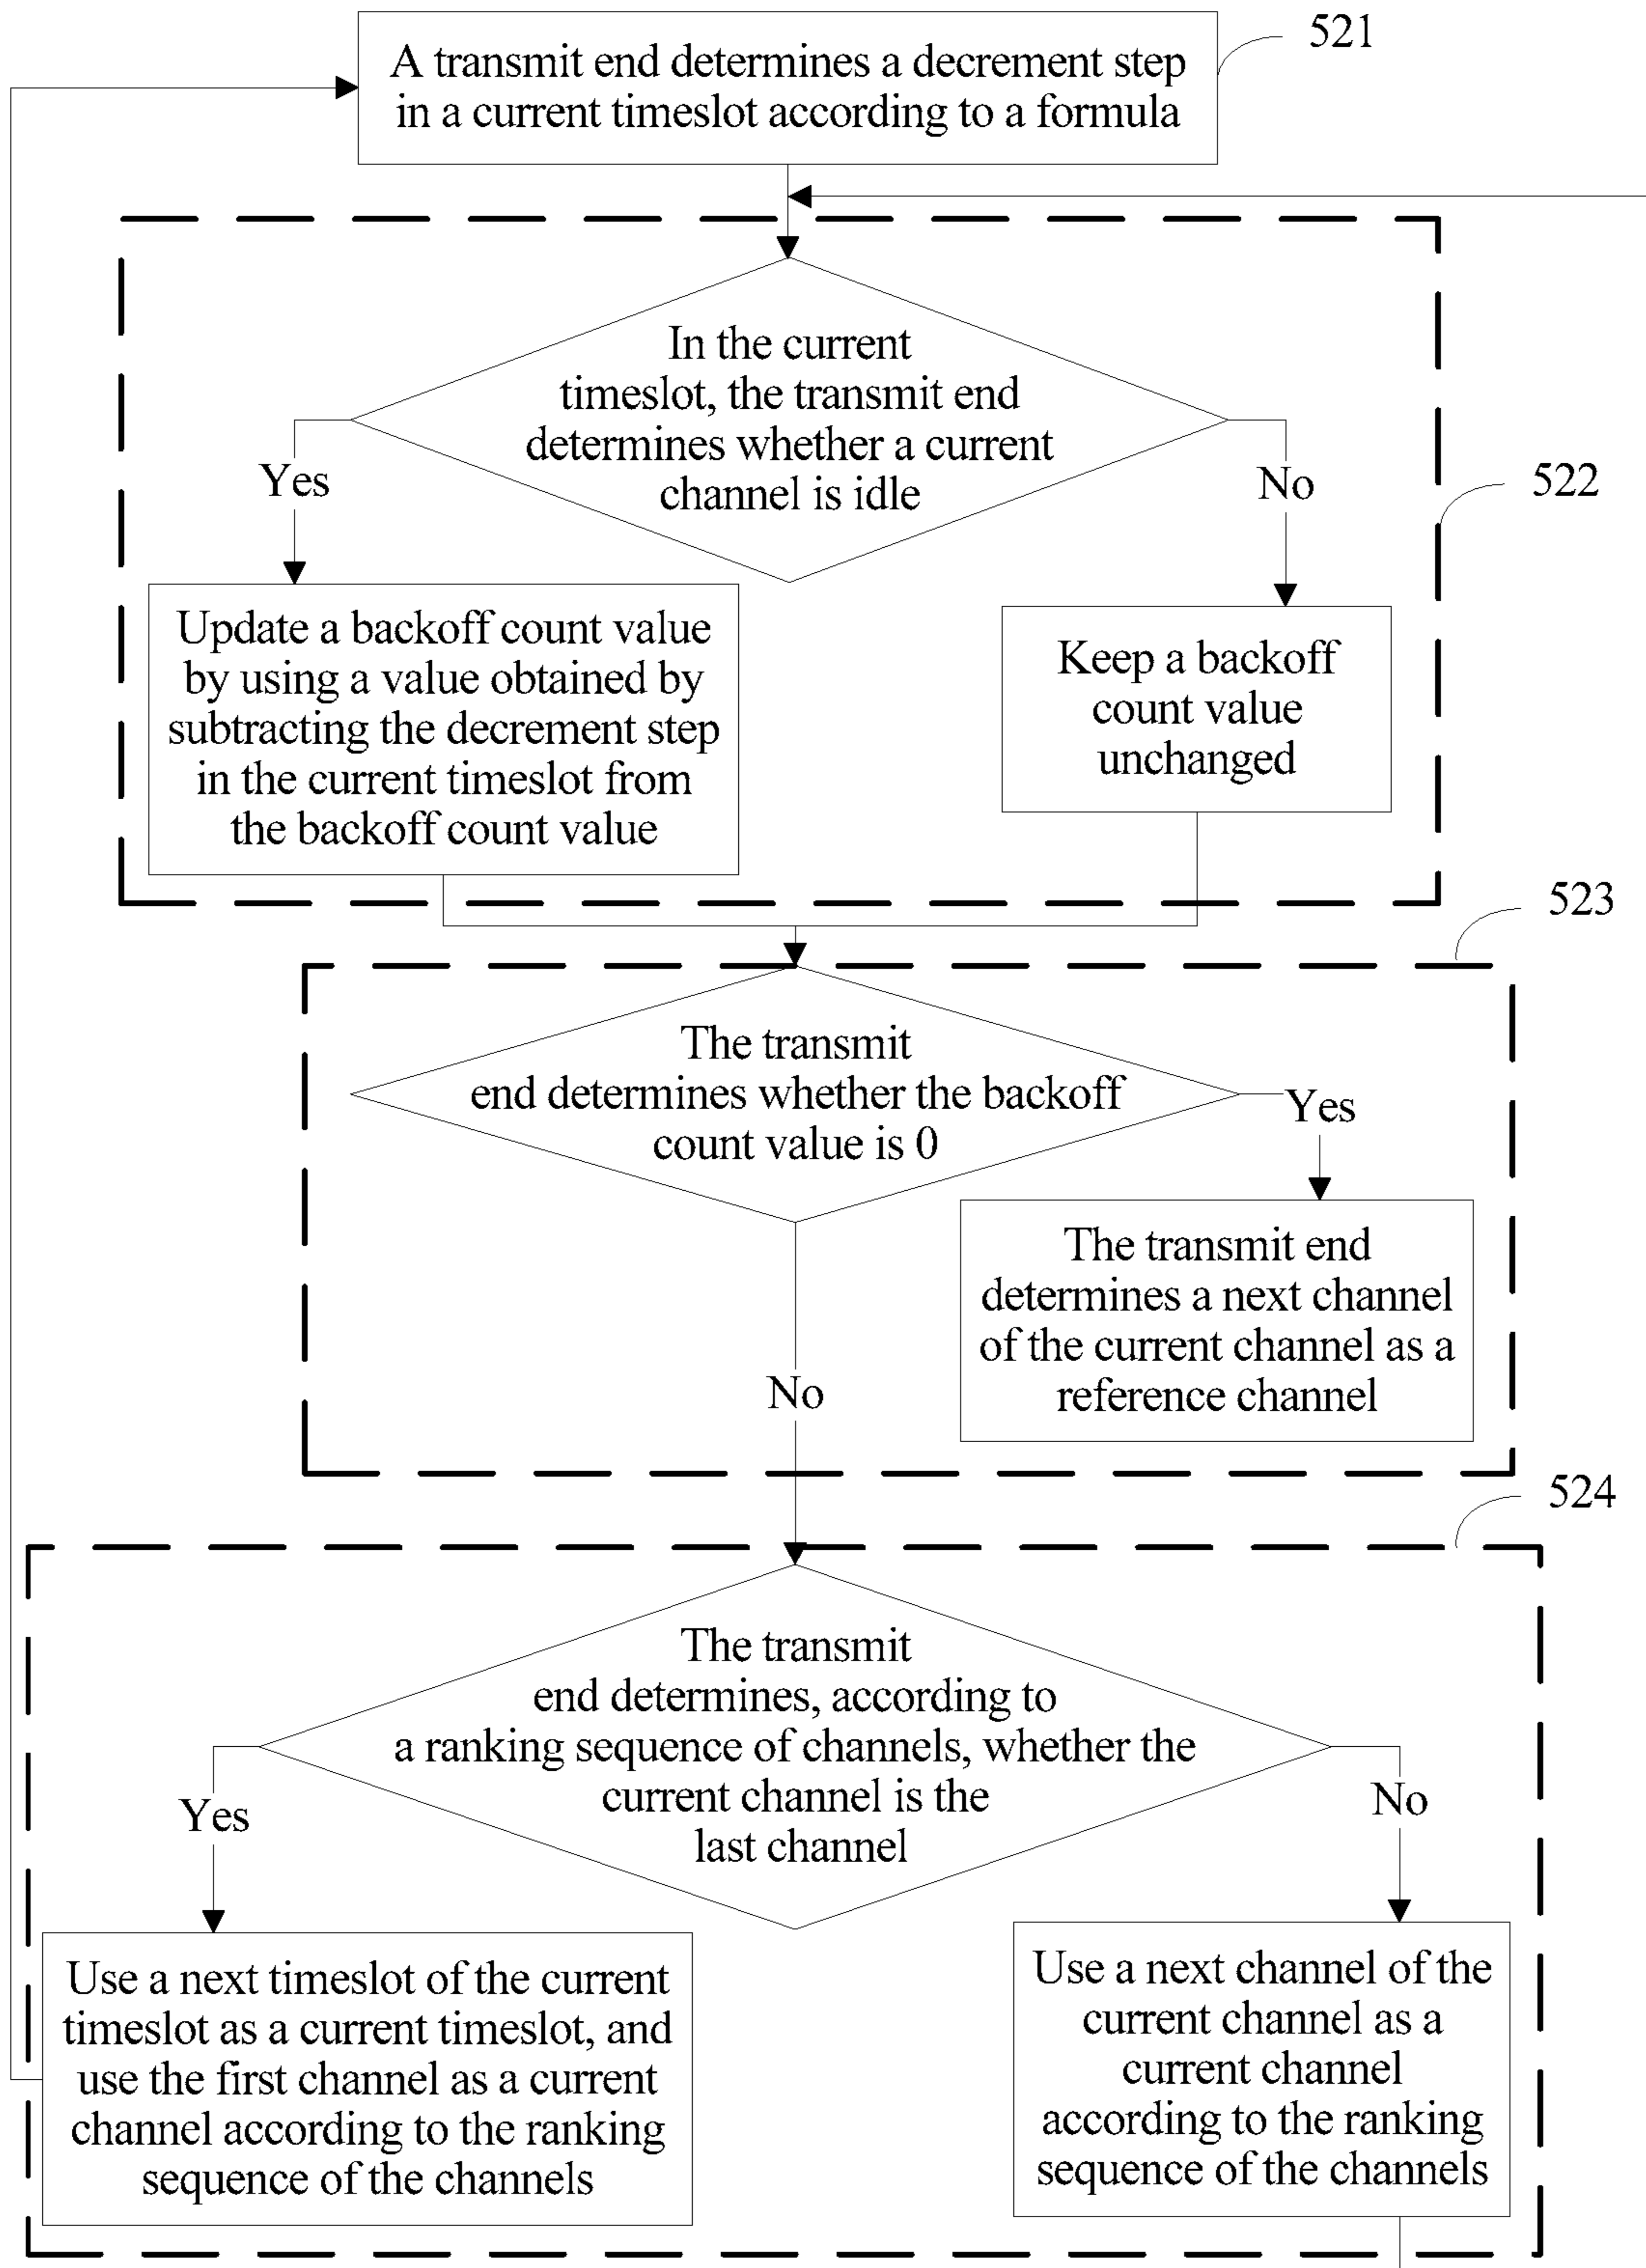 A transmit end determines a decrement step
in a current timeslot according to a formula
521
In the current
timeslot, the transmit end
determines whether a current
channel is idle
Yes
No
522
Update a backoff count value
by using a value obtained by
subtracting the decrement step
in the current timeslot from
the backoff count value
Keep a backoff
count value
unchanged
523
The transmit
end determines whether the backoff
count value is 0
Yes
The transmit end
determines a next channel
of the current channel as a
reference channel
No
524
The transmit
end determines, according to
a ranking sequence of channels, whether the
current channel is the
last channel
Yes
No
Use a next timeslot of the current
timeslot as a current timeslot, and
use the first channel as a current
channel according to the ranking
sequence of the channels
Use a next channel of the
current channel as a
current channel
according to the ranking
sequence of the channels